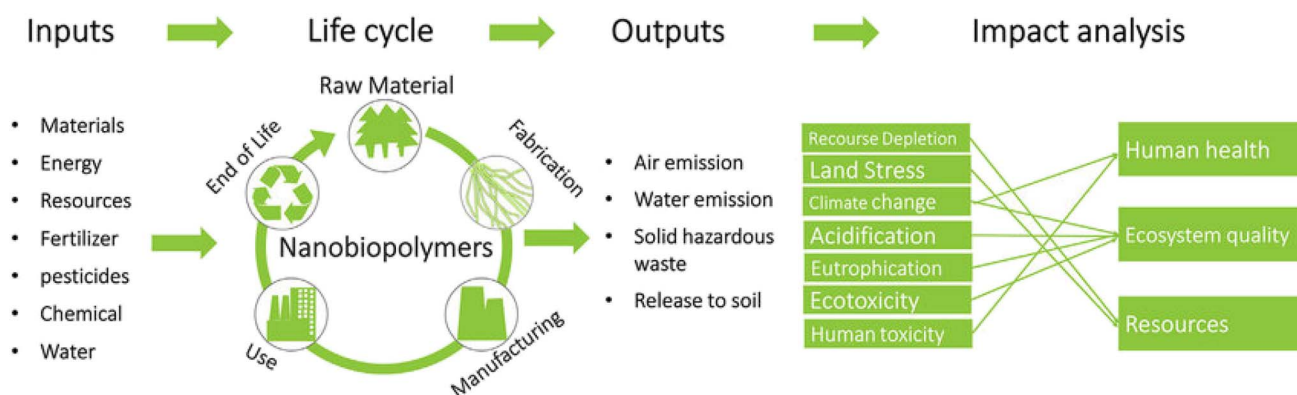 Inputs
Life cycle
Outputs
Impact analysis
• Materials
• Energy
• Resources
• Fertilizer
• pesticides
• Chemical
• Water
Raw Material
Fabrication
Manufacturing
Use
End of Life
Nanobiopolymers
• Air emission
• Water emission
• Solid hazardous
waste
• Release to soil
Recourse Depletion
Land Stress
Climate change
Acidification
Eutrophication
Ecotoxicity
Human toxicity
Human health
Ecosystem quality
Resources